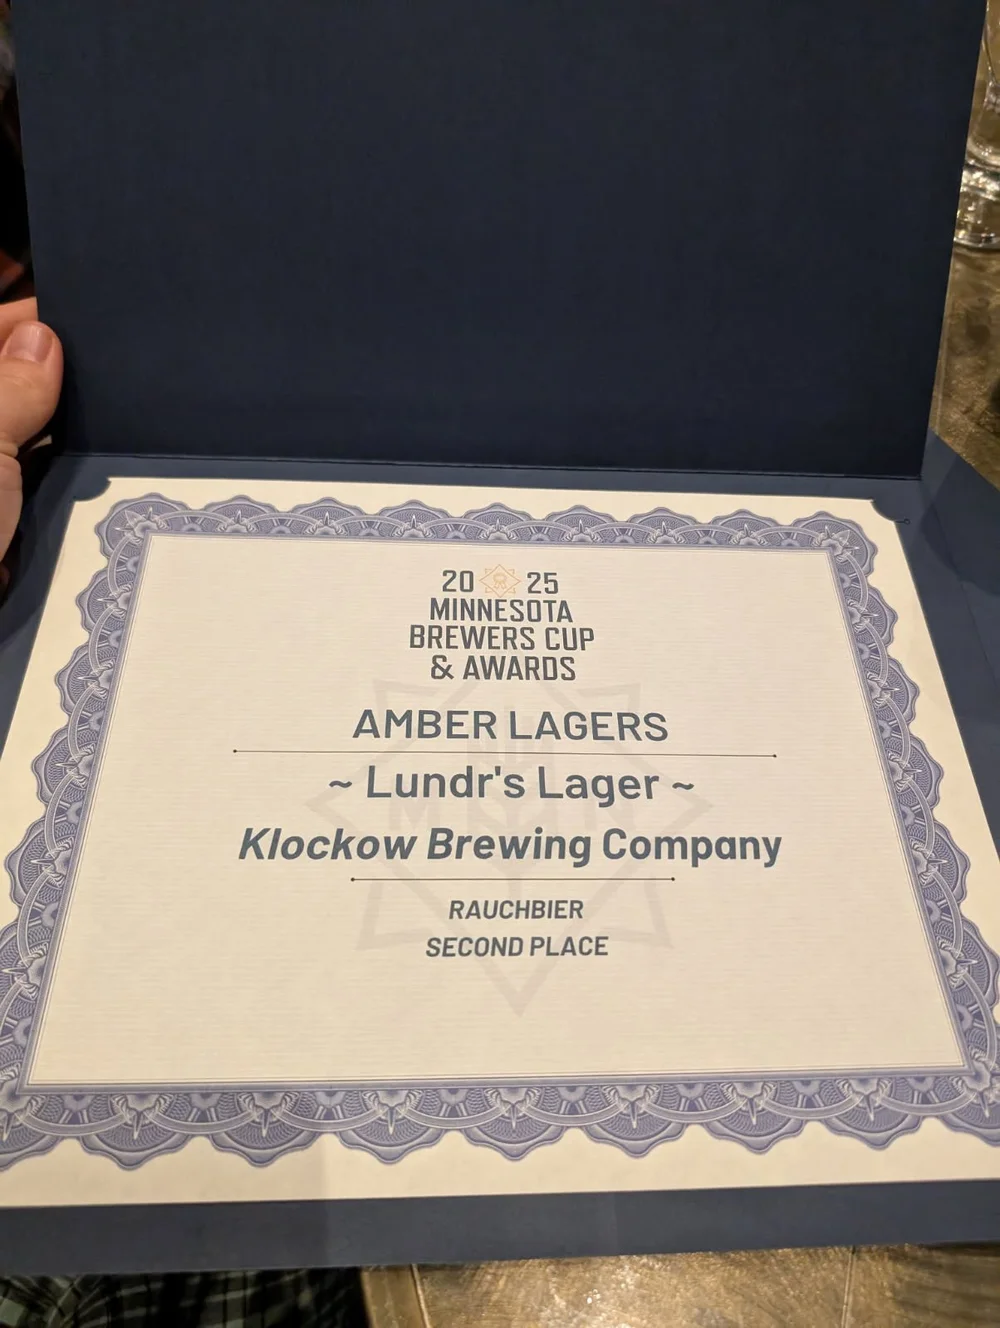 20 25
MINNESOTA
BREWERS CUP
& AWARDS
AMBER LAGERS
~ Lundr's Lager ~
Klockow Brewing Company
RAUCHBIER
SECOND PLACE
M N